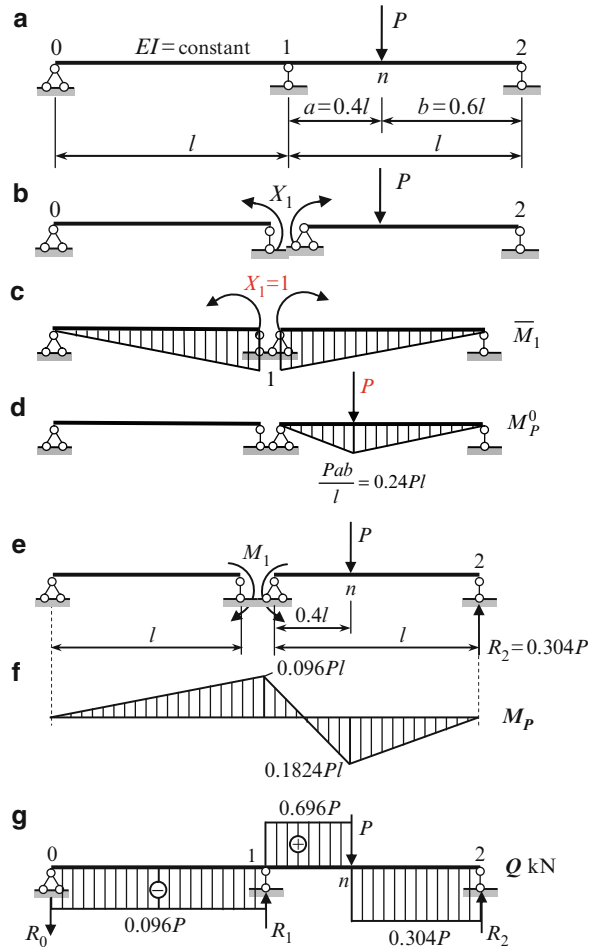 a
P
0
EI = constant
1
2
n
a = 0.4l
b = 0.6l
l
l
b
P
X₁
0
2
c
X₁=1
M̅₁
1
P
d
M⁰_P
Pab/l = 0.24Pl
e
P
M₁
2
n
0.4l
l
l
R₂ = 0.304P
f
0.096Pl
M_P
0.1824Pl
0.696P
g
P
0
1
+
2
Q kN
−
n
R₀
0.096P
R₁
0.304P
R₂